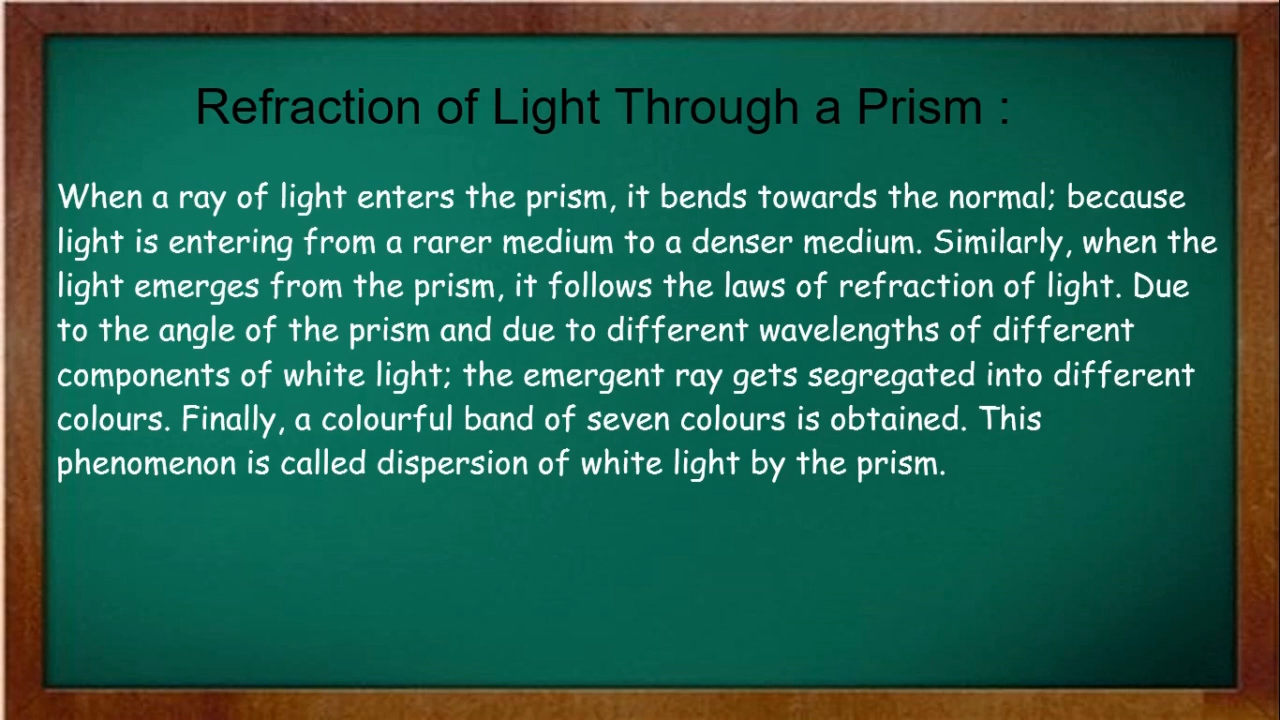 Refraction of Light Through a Prism :
When a ray of light enters the prism, it bends towards the normal; because
light is entering from a rarer medium to a denser medium. Similarly, when the
light emerges from the prism, it follows the laws of refraction of light. Due
to the angle of the prism and due to different wavelengths of different
components of white light; the emergent ray gets segregated into different
colours. Finally, a colourful band of seven colours is obtained. This
phenomenon is called dispersion of white light by the prism.